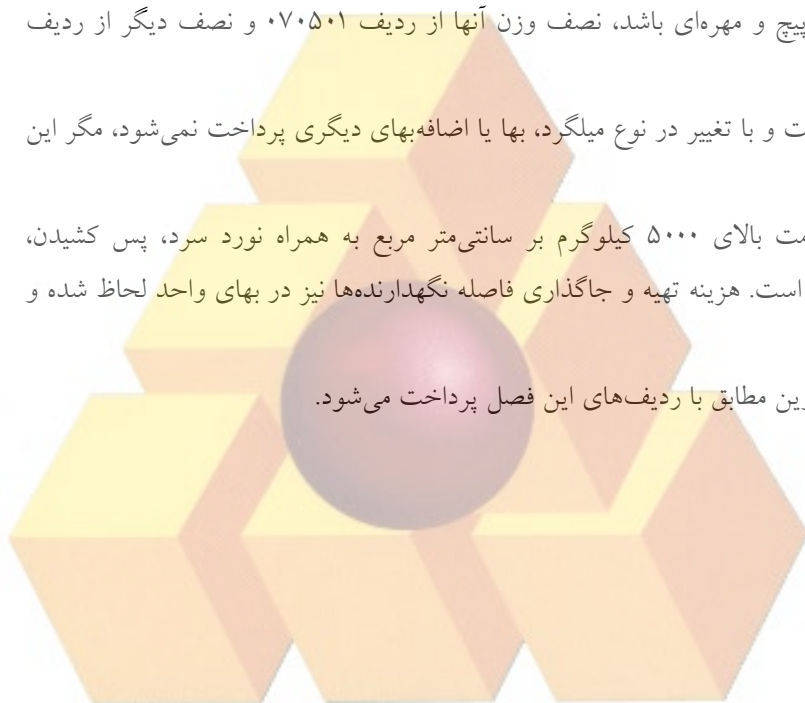 پیچ و مهره‌ای باشد، نصف وزن آنها از ردیف ۰۷۰۵۰۱ و نصف دیگر از ردیف
ت و با تغییر در نوع میلگرد، بها یا اضافه‌بهای دیگری پرداخت نمی‌شود، مگر این
مت بالای ۵۰۰۰ کیلوگرم بر سانتی‌متر مربع به همراه نورد سرد، پس کشیدن،
است. هزینه تهیه و جاگذاری فاصله نگهدارنده‌ها نیز در بهای واحد لحاظ شده و
وین مطابق با ردیف‌های این فصل پرداخت می‌شود.